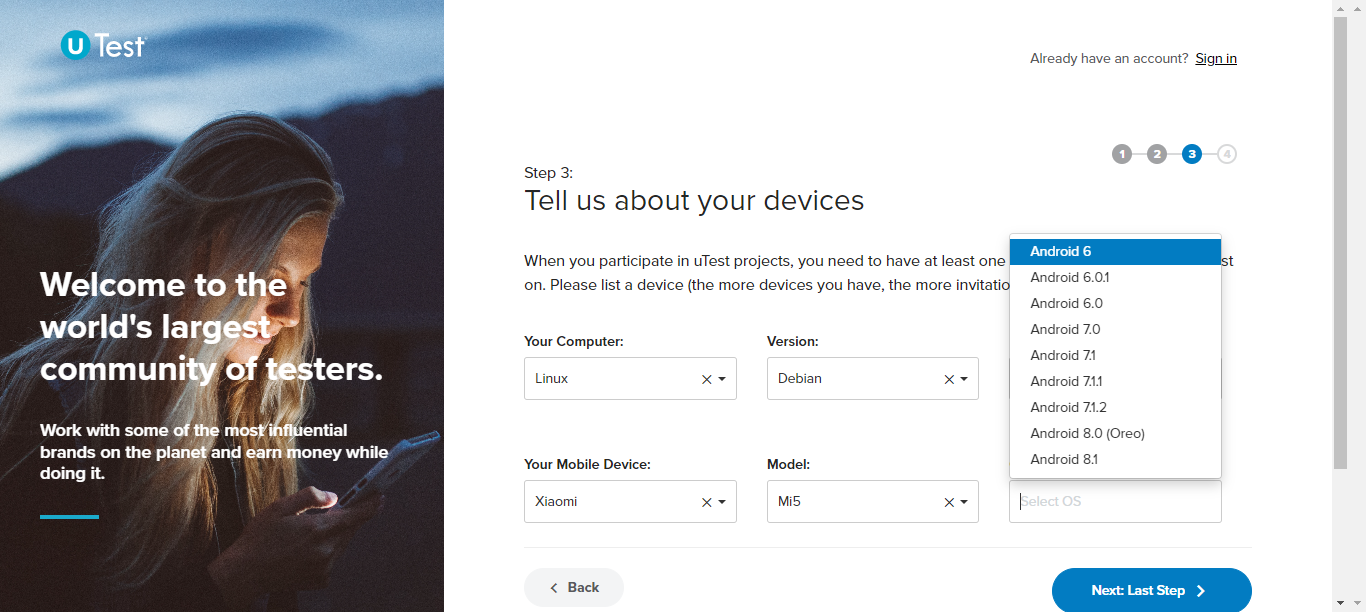 U Test
Already have an account? Sign in
1 2 3 4
Step 3:
Tell us about your devices
When you participate in uTest projects, you need to have at least one st
on. Please list a device (the more devices you have, the more invitatio
Android 6
Android 6.0.1
Android 6.0
Android 7.0
Android 7.1
Android 7.1.1
Android 7.1.2
Android 8.0 (Oreo)
Android 8.1
Your Computer:
Linux
Version:
Debian
Your Mobile Device:
Xiaomi
Model:
Mi5
Select OS
Back
Next: Last Step
Welcome to the
world's largest
community of testers.
Work with some of the most influential
brands on the planet and earn money while
doing it.